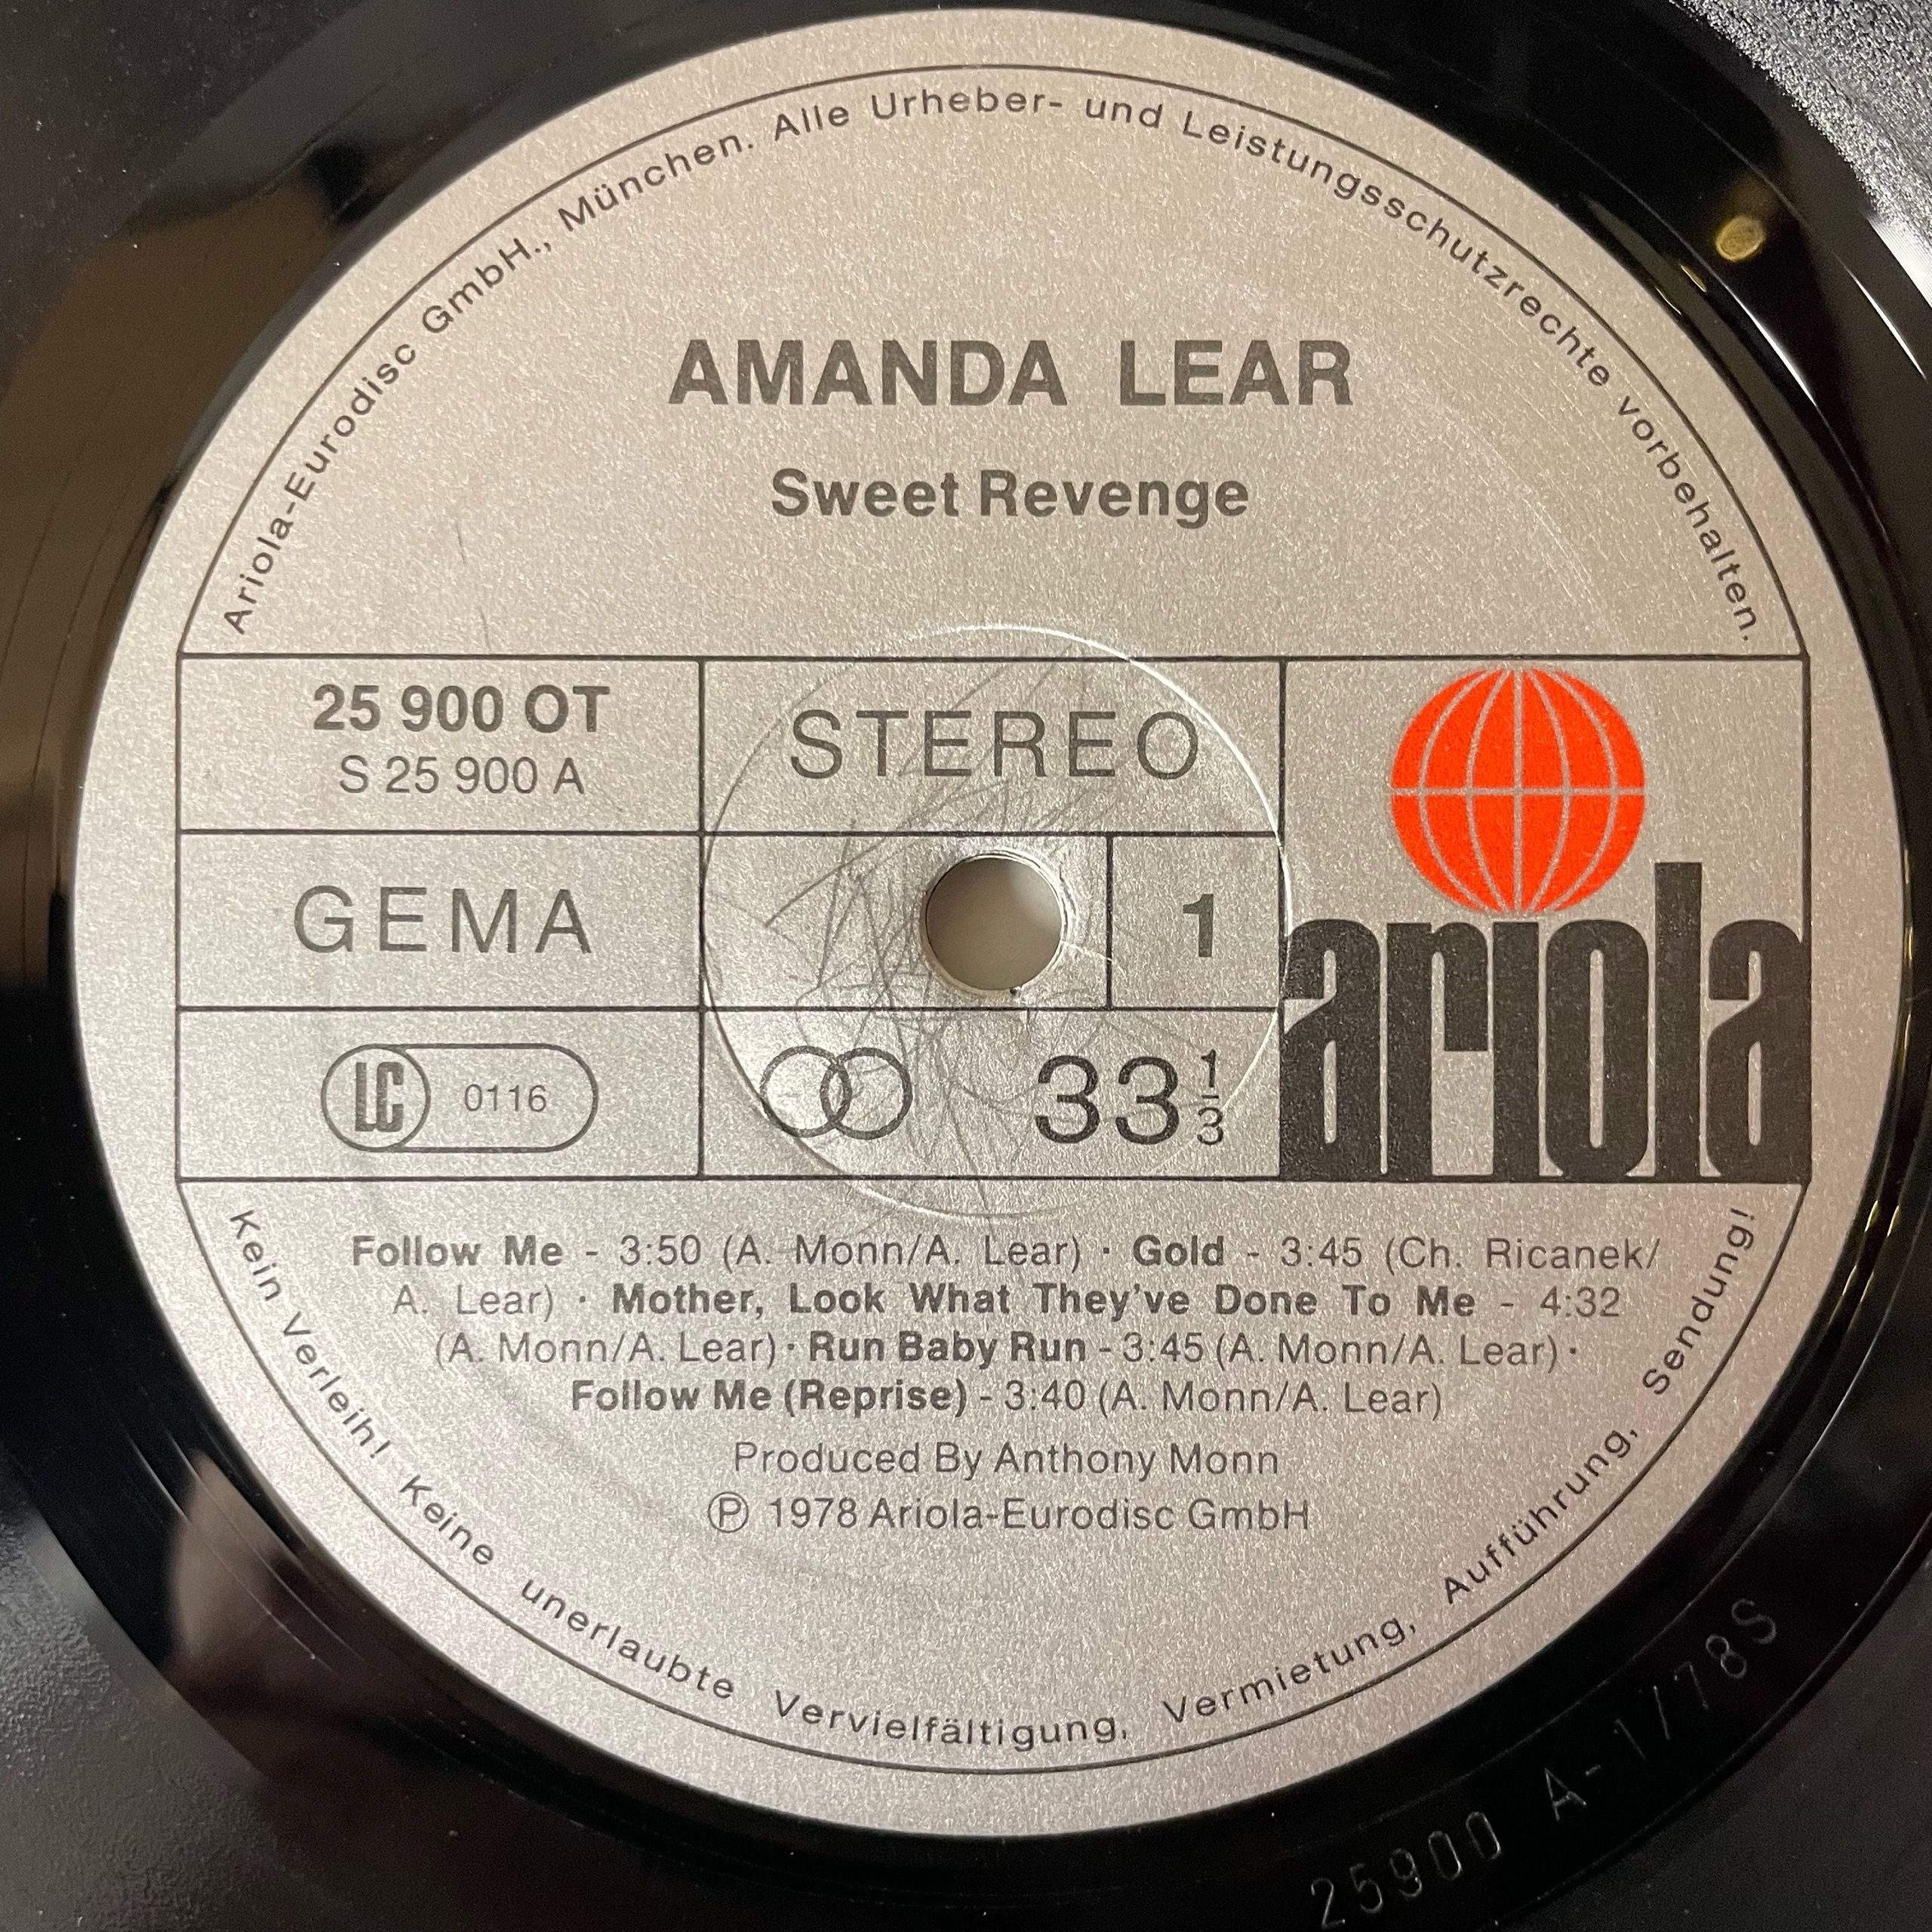 Ariola-Eurodisc GmbH., München. Alle Urheber- und Leistungsschutzrechte vorbehalten.
AMANDA LEAR
Sweet Revenge
25 900 OT
S 25 900 A
STEREO
GEMA
1
LC 0116
33 1/3
ariola
Follow Me - 3:50 (A. Monn/A. Lear) · Gold - 3:45 (Ch. Ricanek/
A. Lear) · Mother, Look What They've Done To Me - 4:32
(A. Monn/A. Lear) · Run Baby Run - 3:45 (A. Monn/A. Lear) ·
Follow Me (Reprise) - 3:40 (A. Monn/A. Lear)
Produced By Anthony Monn
Ⓟ 1978 Ariola-Eurodisc GmbH
Kein Verleih! Keine unerlaubte Vervielfältigung, Vermietung, Aufführung, Sendung!
25900 A-1/78S